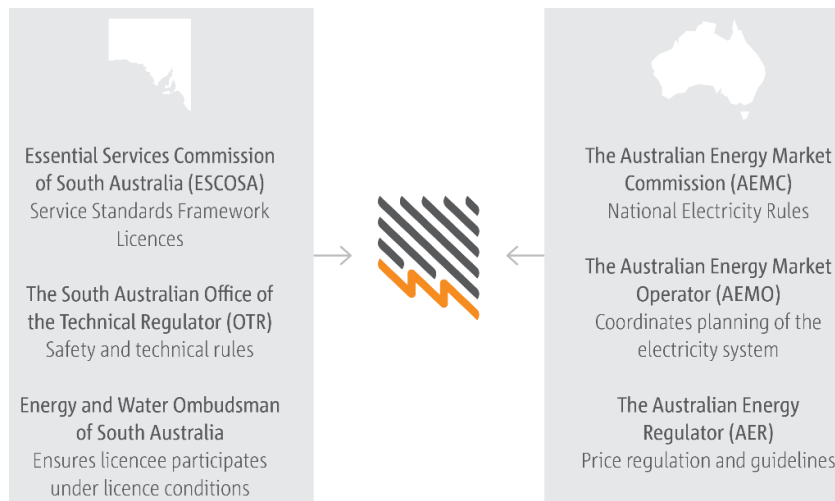 Essential Services Commission
of South Australia (ESCOSA)
Service Standards Framework
Licences
The South Australian Office of
the Technical Regulator (OTR)
Safety and technical rules
Energy and Water Ombudsman
of South Australia
Ensures licencee participates
under licence conditions
The Australian Energy Market
Commission (AEMC)
National Electricity Rules
The Australian Energy Market
Operator (AEMO)
Coordinates planning of the
electricity system
The Australian Energy
Regulator (AER)
Price regulation and guidelines